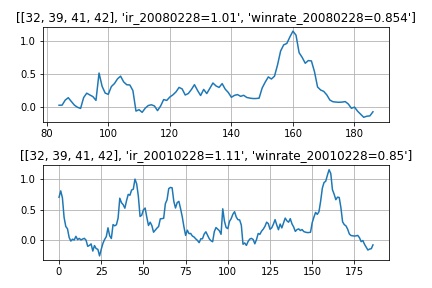 [[32, 39, 41, 42], 'ir_20080228=1.01', 'winrate_20080228=0.854']
1.0
0.5
0.0
80 100 120 140 160 180
[[32, 39, 41, 42], 'ir_20010228=1.11', 'winrate_20010228=0.85']
1.0
0.5
0.0
0 25 50 75 100 125 150 175